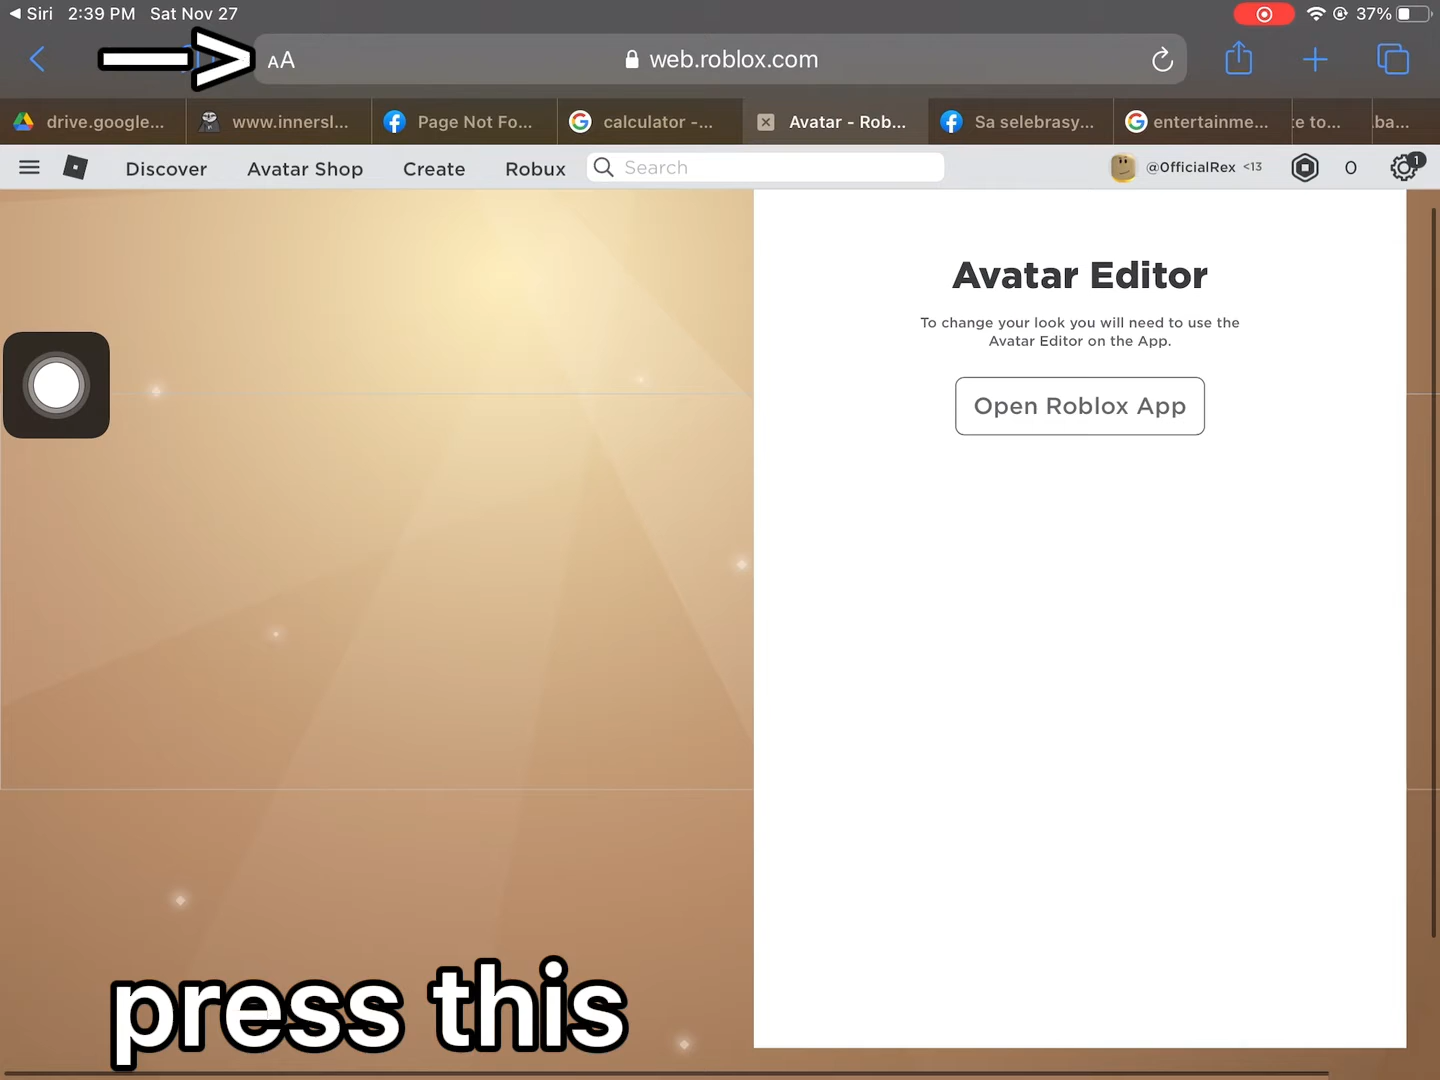 Siri 2:39 PM Sat Nov 27 37%
AA web.roblox.com
drive.google... www.innersl... Page Not Fo... calculator -... Avatar - Rob... Sa selebrasy... entertainme... te to... .ba...
Discover Avatar Shop Create Robux Search @0fficialRex <13 0 1
Avatar Editor
To change your look you will need to use the
Avatar Editor on the App.
Open Roblox App
press this